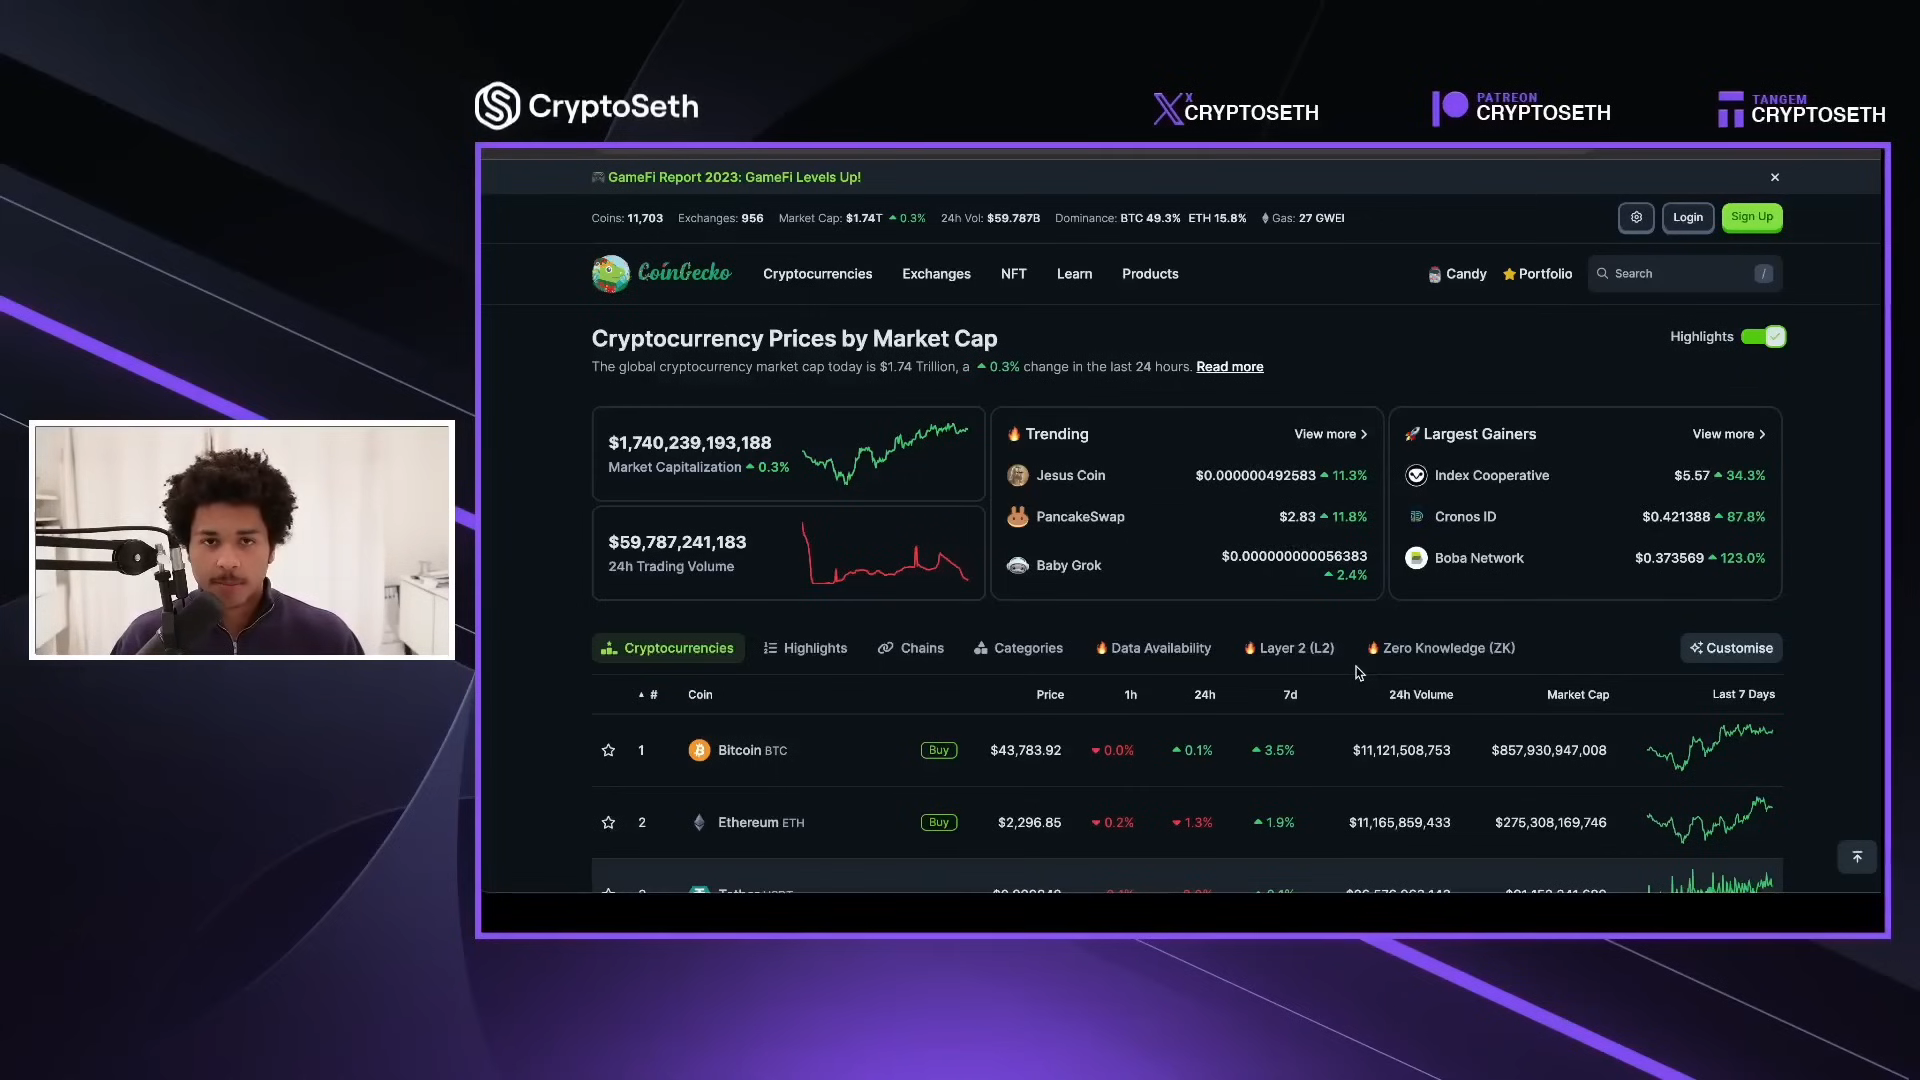 CryptoSeth
X
CRYPTOSETH
PATREON
CRYPTOSETH
TANGEM
CRYPTOSETH
GameFi Report 2023: GameFi Levels Up!
Coins: 11,703 Exchanges: 956 Market Cap: $1.74T 0.3% 24h Vol: $59.787B Dominance: BTC 49.3% ETH 15.8% Gas: 27 GWEI
Login
Sign Up
CoinGecko
Cryptocurrencies Exchanges NFT Learn Products
Candy Portfolio Search /
Cryptocurrency Prices by Market Cap
Highlights
The global cryptocurrency market cap today is $1.74 Trillion, a 0.3% change in the last 24 hours. Read more
$1,740,239,193,188
Market Capitalization 0.3%
$59,787,241,183
24h Trading Volume
Trending View more
Jesus Coin $0.000000492583 11.3%
PancakeSwap $2.83 11.8%
Baby Grok $0.000000000056383
2.4%
Largest Gainers View more
Index Cooperative $5.57 34.3%
Cronos ID $0.421388 87.8%
Boba Network $0.373569 123.0%
Cryptocurrencies Highlights Chains Categories Data Availability Layer 2 (L2) Zero Knowledge (ZK) Customise
# Coin Price 1h 24h 7d 24h Volume Market Cap Last 7 Days
1 Bitcoin BTC Buy $43,783.92 0.0% 0.1% 3.5% $11,121,508,753 $857,930,947,008
2 Ethereum ETH Buy $2,296.85 0.2% 1.3% 1.9% $11,165,859,433 $275,308,169,746